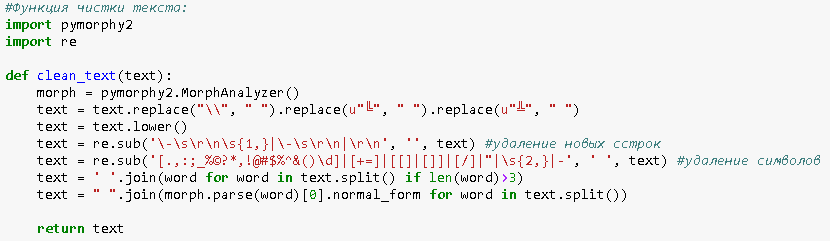 #Функция чистки текста:
import pymorphy2
import re
def clean_text(text):
morph = pymorphy2.MorphAnalyzer()
text = text.replace("\\", " ").replace(u"╚", " ").replace(u"╩", " ")
text = text.lower()
text = re.sub('\-\s\r\n\s{1,}|\-\s\r\n|\r\n', '', text) #удаление новых сстрок
text = re.sub('[.,:;_%©?*,!@#$%^&()\d]|[+=]|[[]|[]]|[/]|"|\s{2,}|-', ' ', text) #удаление символов
text = ' '.join(word for word in text.split() if len(word)>3)
text = " ".join(morph.parse(word)[0].normal_form for word in text.split())
return text